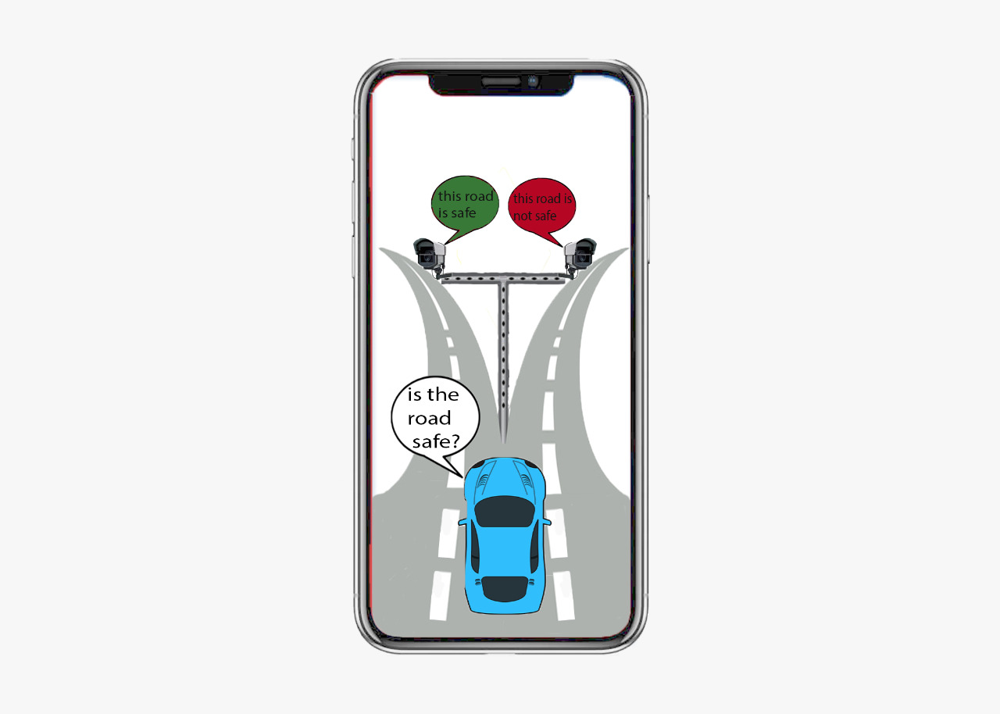 this road
is safe
this road is
not safe
is the
road
safe?